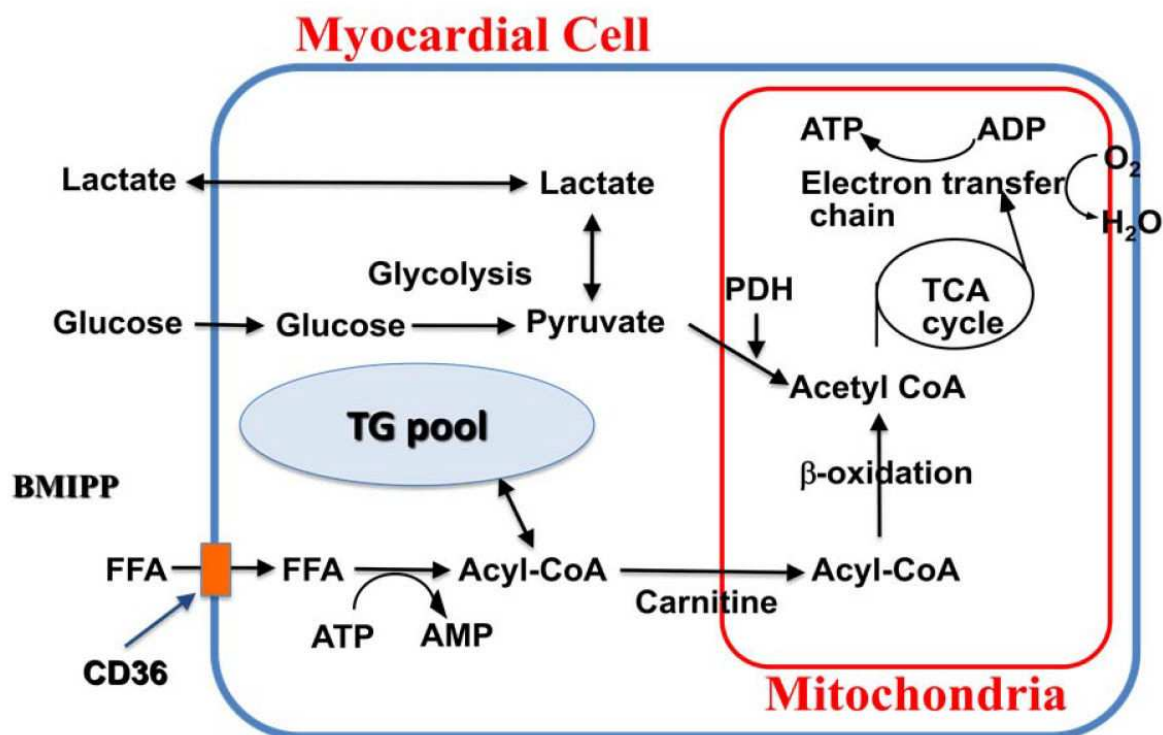 Myocardial Cell
ATP
ADP
O₂
Lactate
Lactate
Electron transfer
chain
H₂O
Glycolysis
PDH
TCA
cycle
Glucose
Glucose
Pyruvate
Acetyl CoA
TG pool
BMIPP
β-oxidation
FFA
FFA
Acyl-CoA
Acyl-CoA
Carnitine
ATP
AMP
CD36
Mitochondria